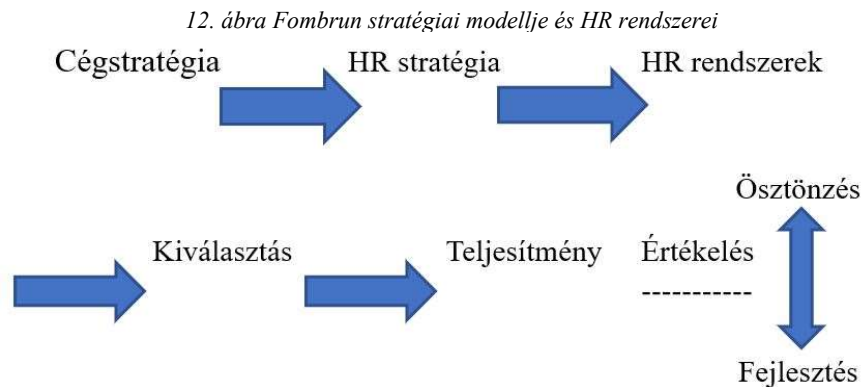 12. ábra Fombrun stratégiai modellje és HR rendszerei
Cégstratégia HR stratégia HR rendszerek
Ösztönzés
Kiválasztás Teljesítmény Értékelés
-----------
Fejlesztés